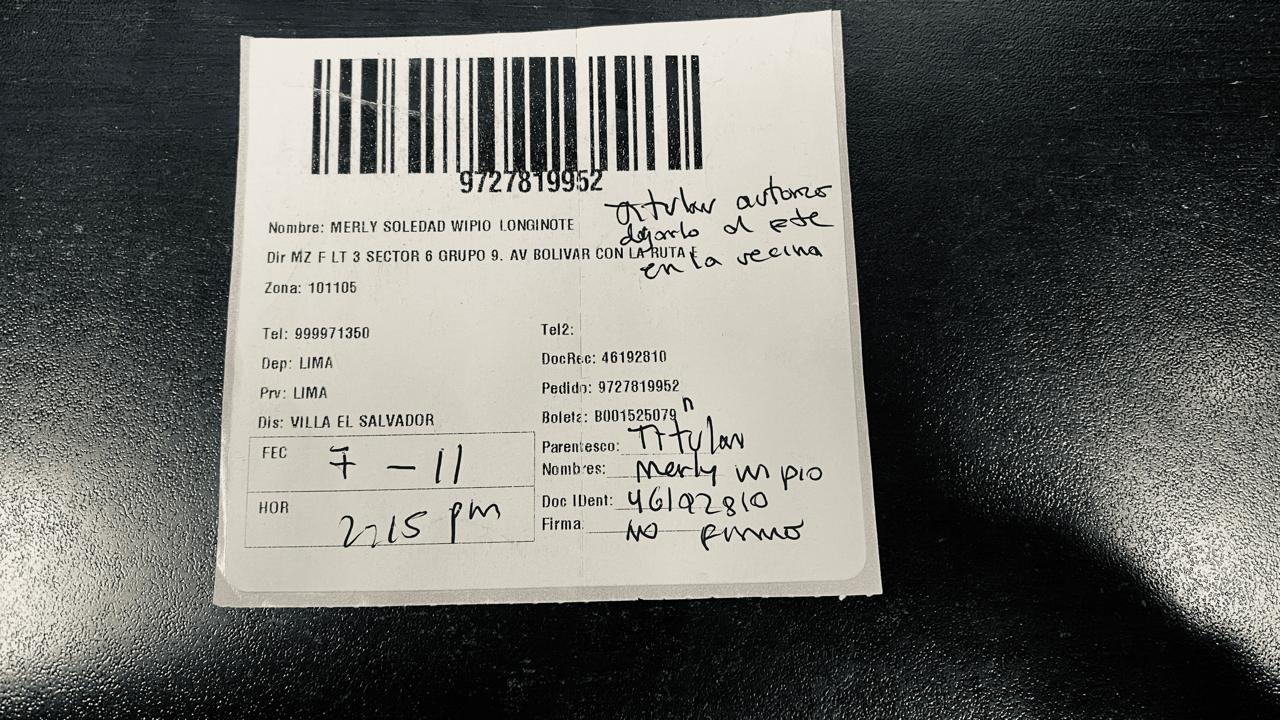 9727819952
Titular autorizo
dejarlo al este
en la vecina
Nombre: MERLY SOLEDAD WIPIO LONGINOTE
Dir MZ F LT 3 SECTOR 6 GRUPO 9. AV BOLIVAR CON LA RUTA E
Zona: 101105
Tel: 999971350
Tel2:
Dep: LIMA
DocRec: 46192810
Prv: LIMA
Pedido: 9727819952
Dis: VILLA EL SALVADOR
Boleta: B001525079
FEC 7 - 11
Parentesco: Titular
Nombres: Merly wipio
HOR 2:15 pm
Doc IDent: 46192810
Firma: No firmo